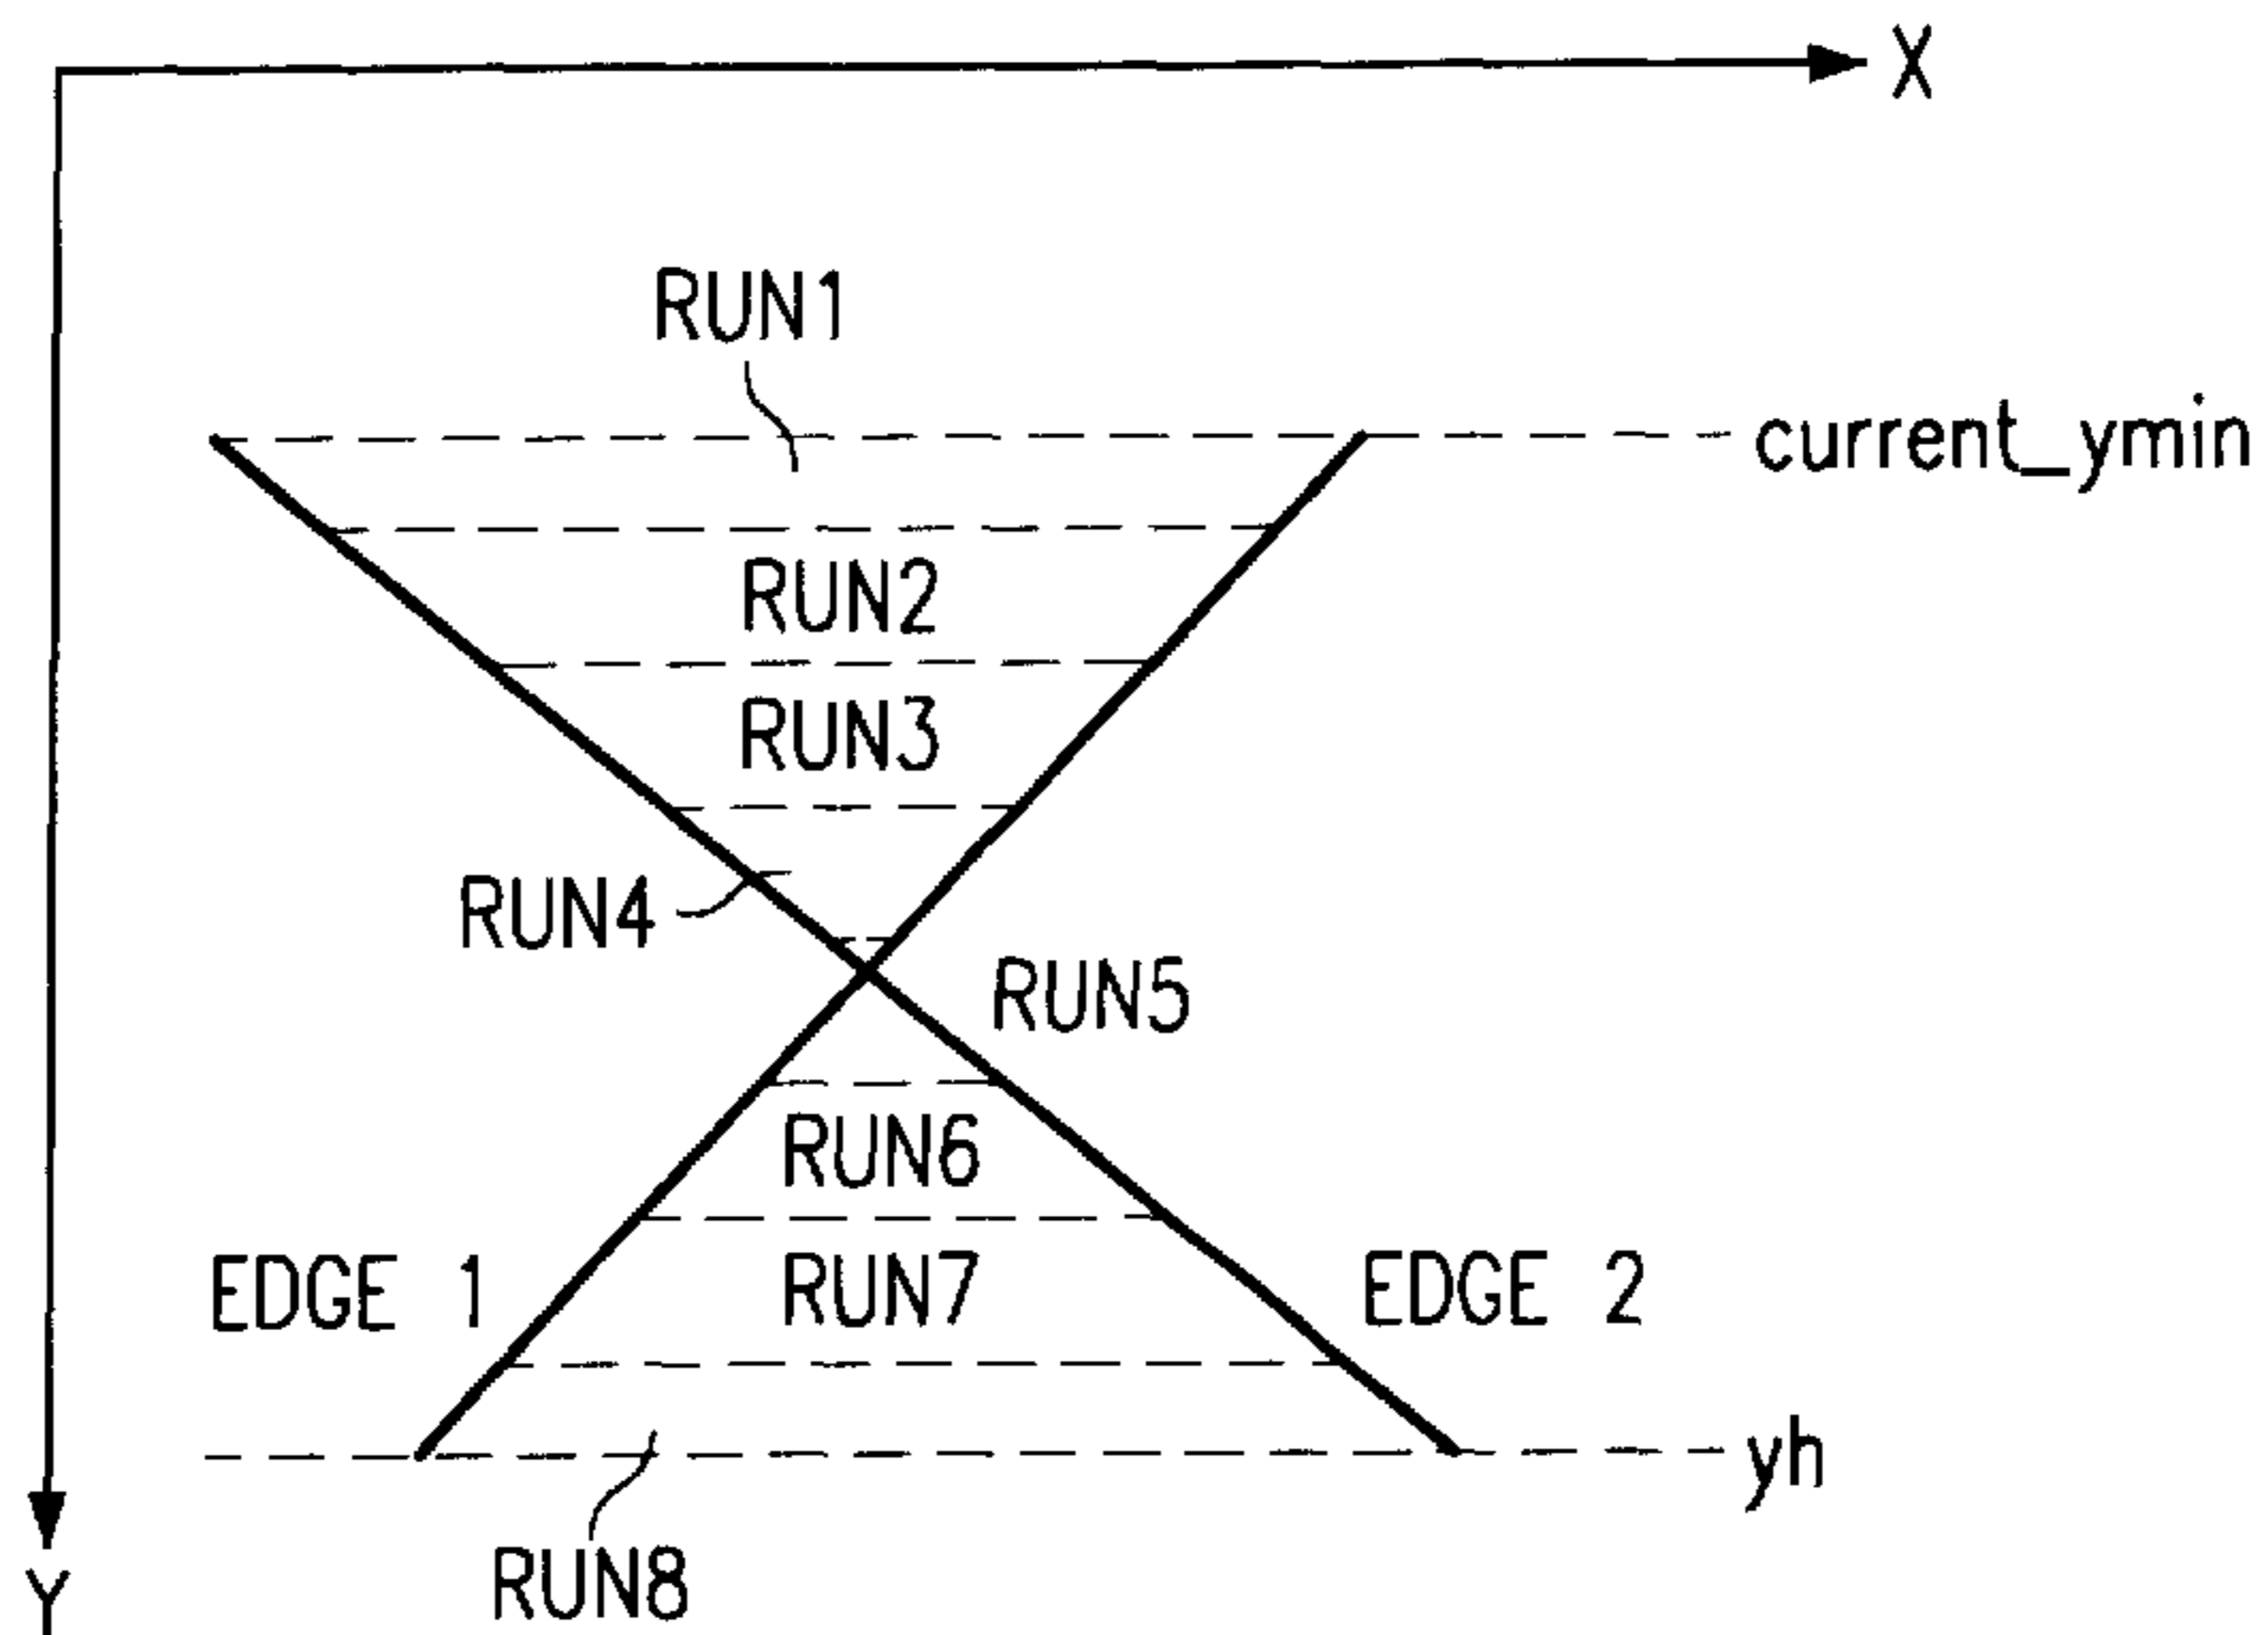 X
RUN1
current_ymin
RUN2
RUN3
RUN4
RUN5
RUN6
EDGE 1
RUN7
EDGE 2
yh
RUN8
Y